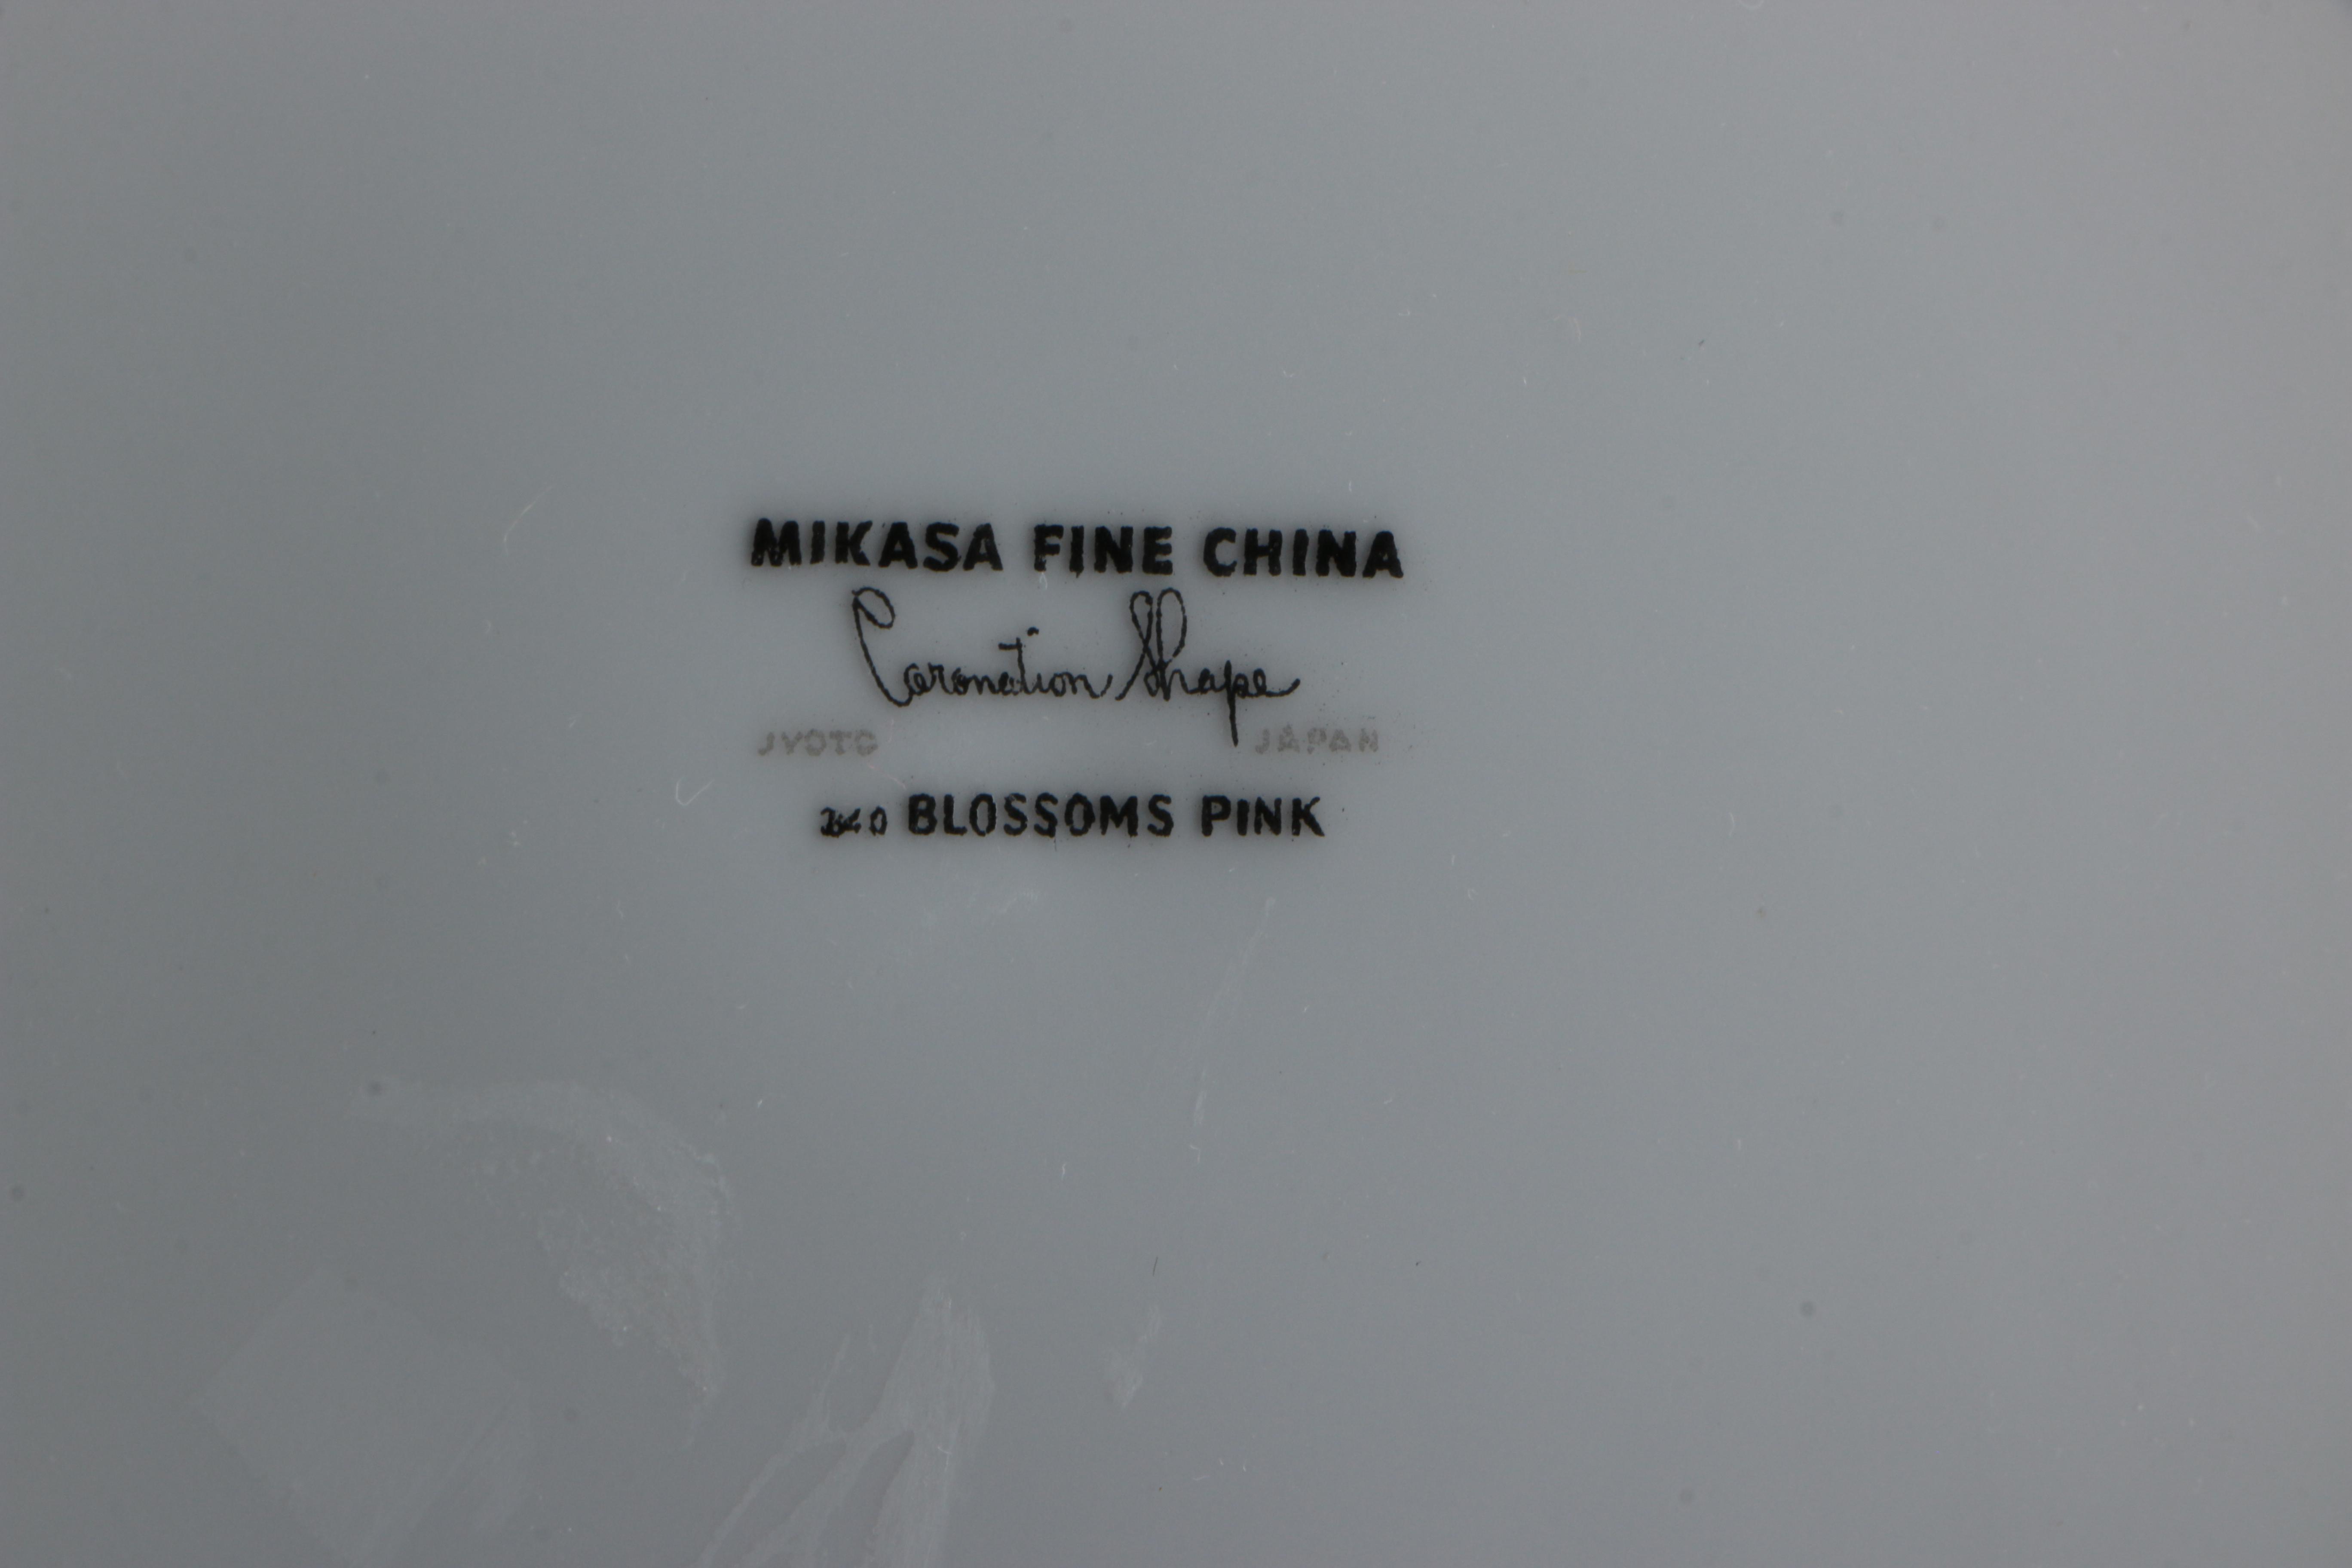 MIKASA FINE CHINA
Coronation Shape
JYOTO JAPAN
BLOSSOMS PINK